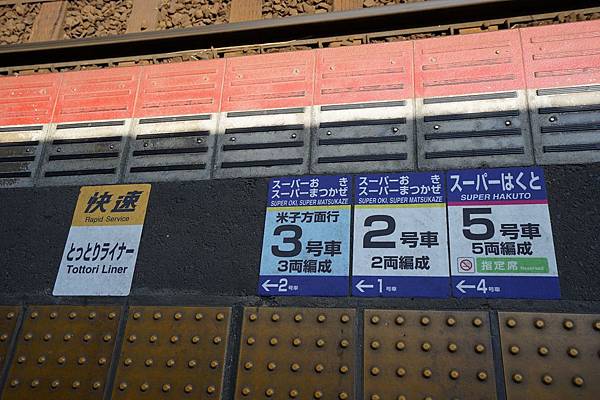 快速
Rapid Service
とっとりライナー
Tottori Liner
スーパーおき
スーパーまつかぜ
SUPER OKI, SUPER MATSUKAZE
米子方面行
3号車
3両編成
←2号車
スーパーおき
スーパーまつかぜ
SUPER OKI, SUPER MATSUKAZE
2号車
2両編成
←1号車
スーパーはくと
SUPER HAKUTO
5号車
5両編成
指定席 Reserved
←4号車